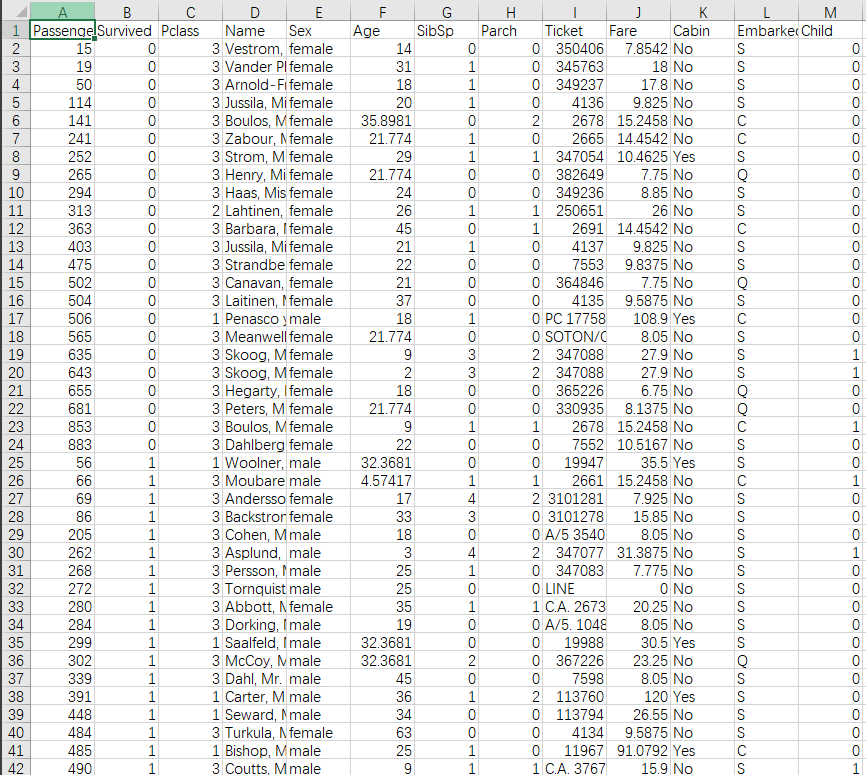 A B C D E F G H I J K L M
1 Passenge Survived Pclass Name Sex Age SibSp Parch Ticket Fare Cabin Embarked Child
2 15 0 3 Vestrom, female 14 0 0 350406 7.8542 No S 0
3 19 0 3 Vander Pl female 31 1 0 345763 18 No S 0
4 50 0 3 Arnold-Fr female 18 1 0 349237 17.8 No S 0
5 114 0 3 Jussila, Mi female 20 1 0 4136 9.825 No S 0
6 141 0 3 Boulos, M female 35.8981 0 2 2678 15.2458 No C 0
7 241 0 3 Zabour, M female 21.774 1 0 2665 14.4542 No C 0
8 252 0 3 Strom, M female 29 1 1 347054 10.4625 Yes S 0
9 265 0 3 Henry, Mi female 21.774 0 0 382649 7.75 No Q 0
10 294 0 3 Haas, Mis female 24 0 0 349236 8.85 No S 0
11 313 0 2 Lahtinen, female 26 1 1 250651 26 No S 0
12 363 0 3 Barbara, female 45 0 1 2691 14.4542 No C 0
13 403 0 3 Jussila, Mi female 21 1 0 4137 9.825 No S 0
14 475 0 3 Strandbe female 22 0 0 7553 9.8375 No S 0
15 502 0 3 Canavan, female 21 0 0 364846 7.75 No Q 0
16 504 0 3 Laitinen, female 37 0 0 4135 9.5875 No S 0
17 506 0 1 Penasco y male 18 1 0 PC 17758 108.9 Yes C 0
18 565 0 3 Meanwell female 21.774 0 0 SOTON/O 8.05 No S 0
19 635 0 3 Skoog, M female 9 3 2 347088 27.9 No S 1
20 643 0 3 Skoog, M female 2 3 2 347088 27.9 No S 1
21 655 0 3 Hegarty, female 18 0 0 365226 6.75 No Q 0
22 681 0 3 Peters, M female 21.774 0 0 330935 8.1375 No Q 0
23 853 0 3 Boulos, M female 9 1 1 2678 15.2458 No C 1
24 883 0 3 Dahlberg female 22 0 0 7552 10.5167 No S 0
25 56 1 1 Woolner, male 32.3681 0 0 19947 35.5 Yes S 0
26 66 1 3 Moubare male 4.57417 1 1 2661 15.2458 No C 1
27 69 1 3 Andersso female 17 4 2 3101281 7.925 No S 0
28 86 1 3 Backstror female 33 3 0 3101278 15.85 No S 0
29 205 1 3 Cohen, M male 18 0 0 A/5 3540 8.05 No S 0
30 262 1 3 Asplund, male 3 4 2 347077 31.3875 No S 1
31 268 1 3 Persson, male 25 1 0 347083 7.775 No S 0
32 272 1 3 Tornquist male 25 0 0 LINE 0 No S 0
33 280 1 3 Abbott, M female 35 1 1 C.A. 2673 20.25 No S 0
34 284 1 3 Dorking, male 19 0 0 A/5. 1048 8.05 No S 0
35 299 1 1 Saalfeld, male 32.3681 0 0 19988 30.5 Yes S 0
36 302 1 3 McCoy, M male 32.3681 2 0 367226 23.25 No Q 0
37 339 1 3 Dahl, Mr. male 45 0 0 7598 8.05 No S 0
38 391 1 1 Carter, M male 36 1 2 113760 120 Yes S 0
39 448 1 1 Seward, male 34 0 0 113794 26.55 No S 0
40 484 1 3 Turkula, female 63 0 0 4134 9.5875 No S 0
41 485 1 1 Bishop, M male 25 1 0 11967 91.0792 Yes C 0
42 490 1 3 Coutts, M male 9 1 1 C.A. 3767 15.9 No S 1